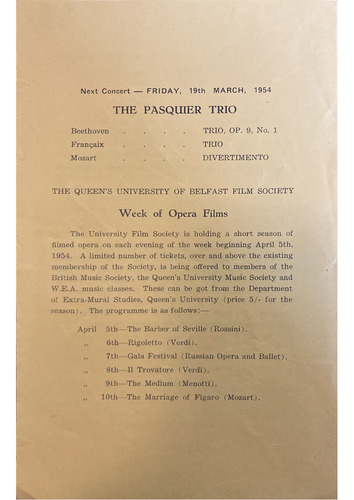 Next Concert — FRIDAY, 19th MARCH, 1954
THE PASQUIER TRIO
Beethoven . . . . TRIO, OP. 9, No. 1
Françaix . . . . TRIO
Mozart . . . . DIVERTIMENTO
THE QUEEN'S UNIVERSITY OF BELFAST FILM SOCIETY
Week of Opera Films
The University Film Society is holding a short season of
filmed opera on each evening of the week beginning April 5th,
1954. A limited number of tickets, over and above the existing
membership of the Society, is being offered to members of the
British Music Society, the Queen's University Music Society and
W.E.A. music classes. These can be got from the Department
of Extra-Mural Studies, Queen's University (price 5/- for the
season). The programme is as follows:—
April 5th—The Barber of Seville (Rossini).
„ 6th—Rigoletto (Verdi).
„ 7th—Gala Festival (Russian Opera and Ballet).
„ 8th—Il Trovatore (Verdi).
„ 9th—The Medium (Menotti).
„ 10th—The Marriage of Figaro (Mozart).